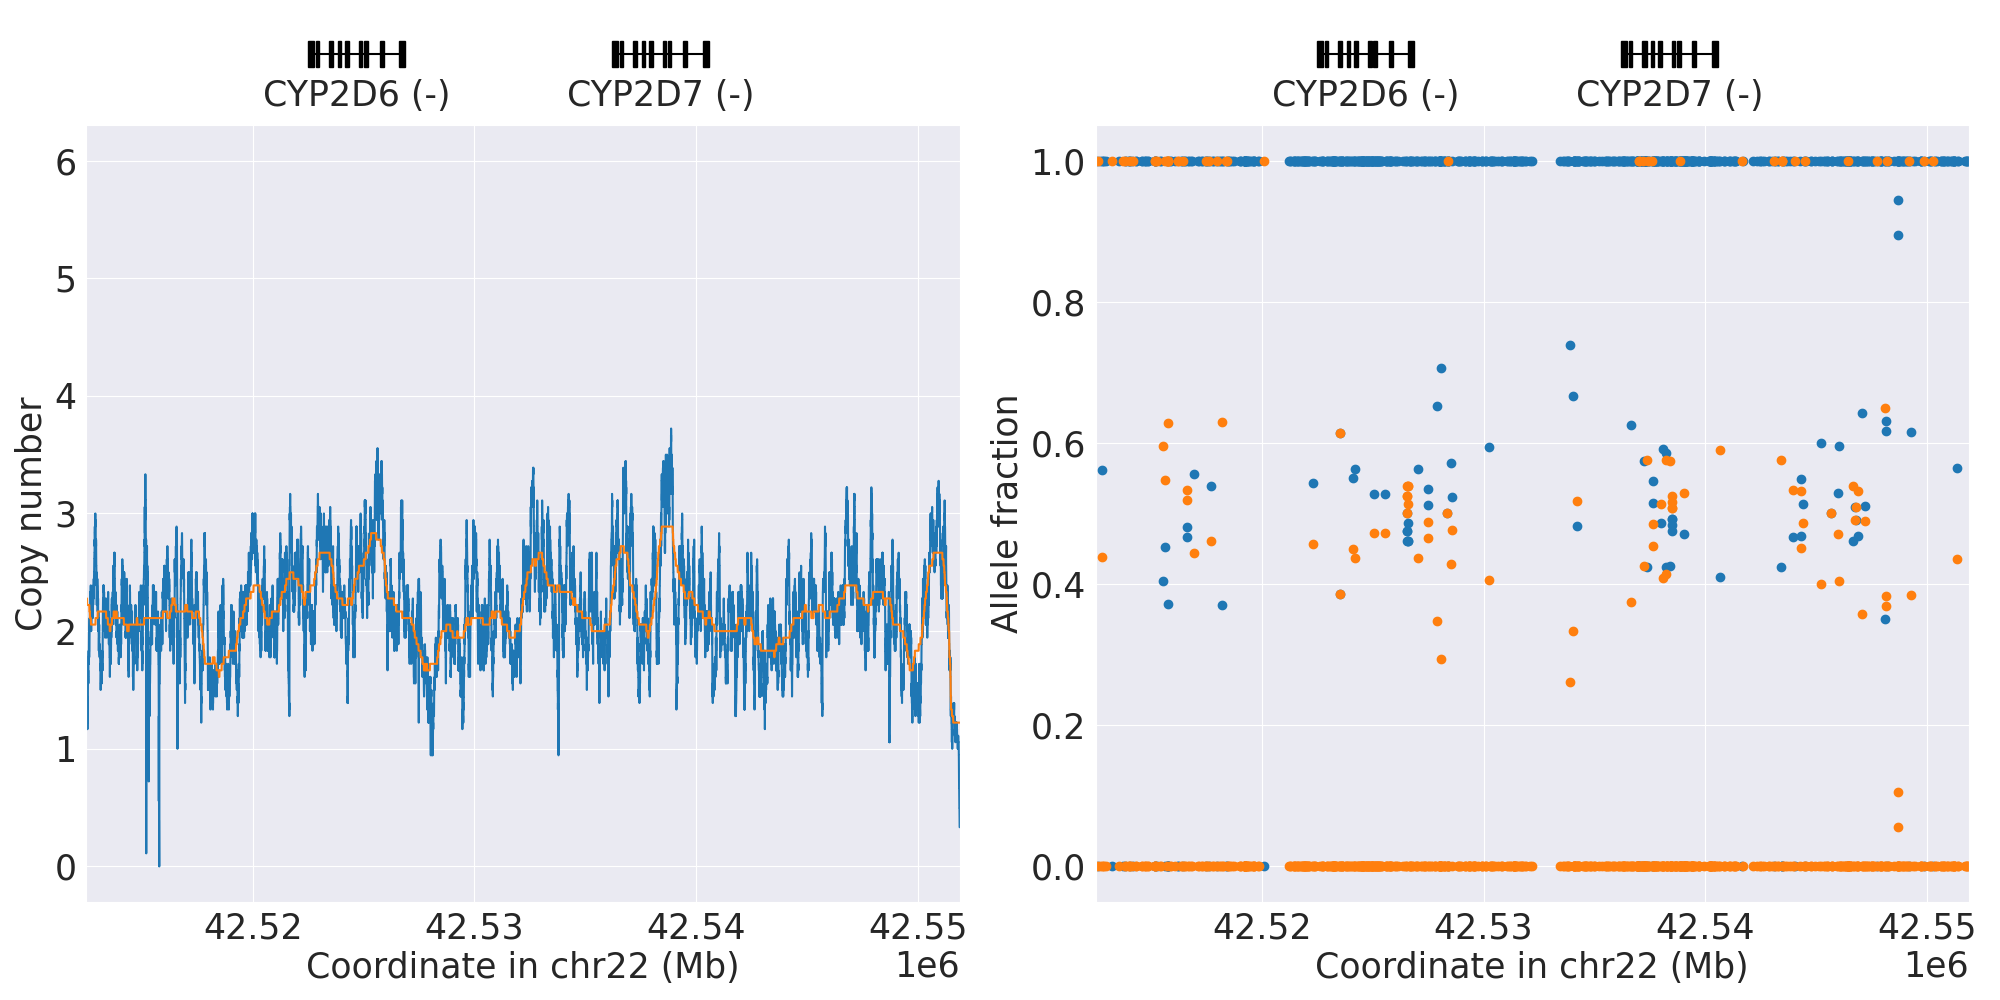 CYP2D6 (-) CYP2D7 (-)
6
5
4
3
2
1
0
Copy number
42.52 42.53 42.54 42.55
Coordinate in chr22 (Mb)
1e6
CYP2D6 (-) CYP2D7 (-)
1.0
0.8
0.6
0.4
0.2
0.0
Allele fraction
42.52 42.53 42.54 42.55
Coordinate in chr22 (Mb)
1e6